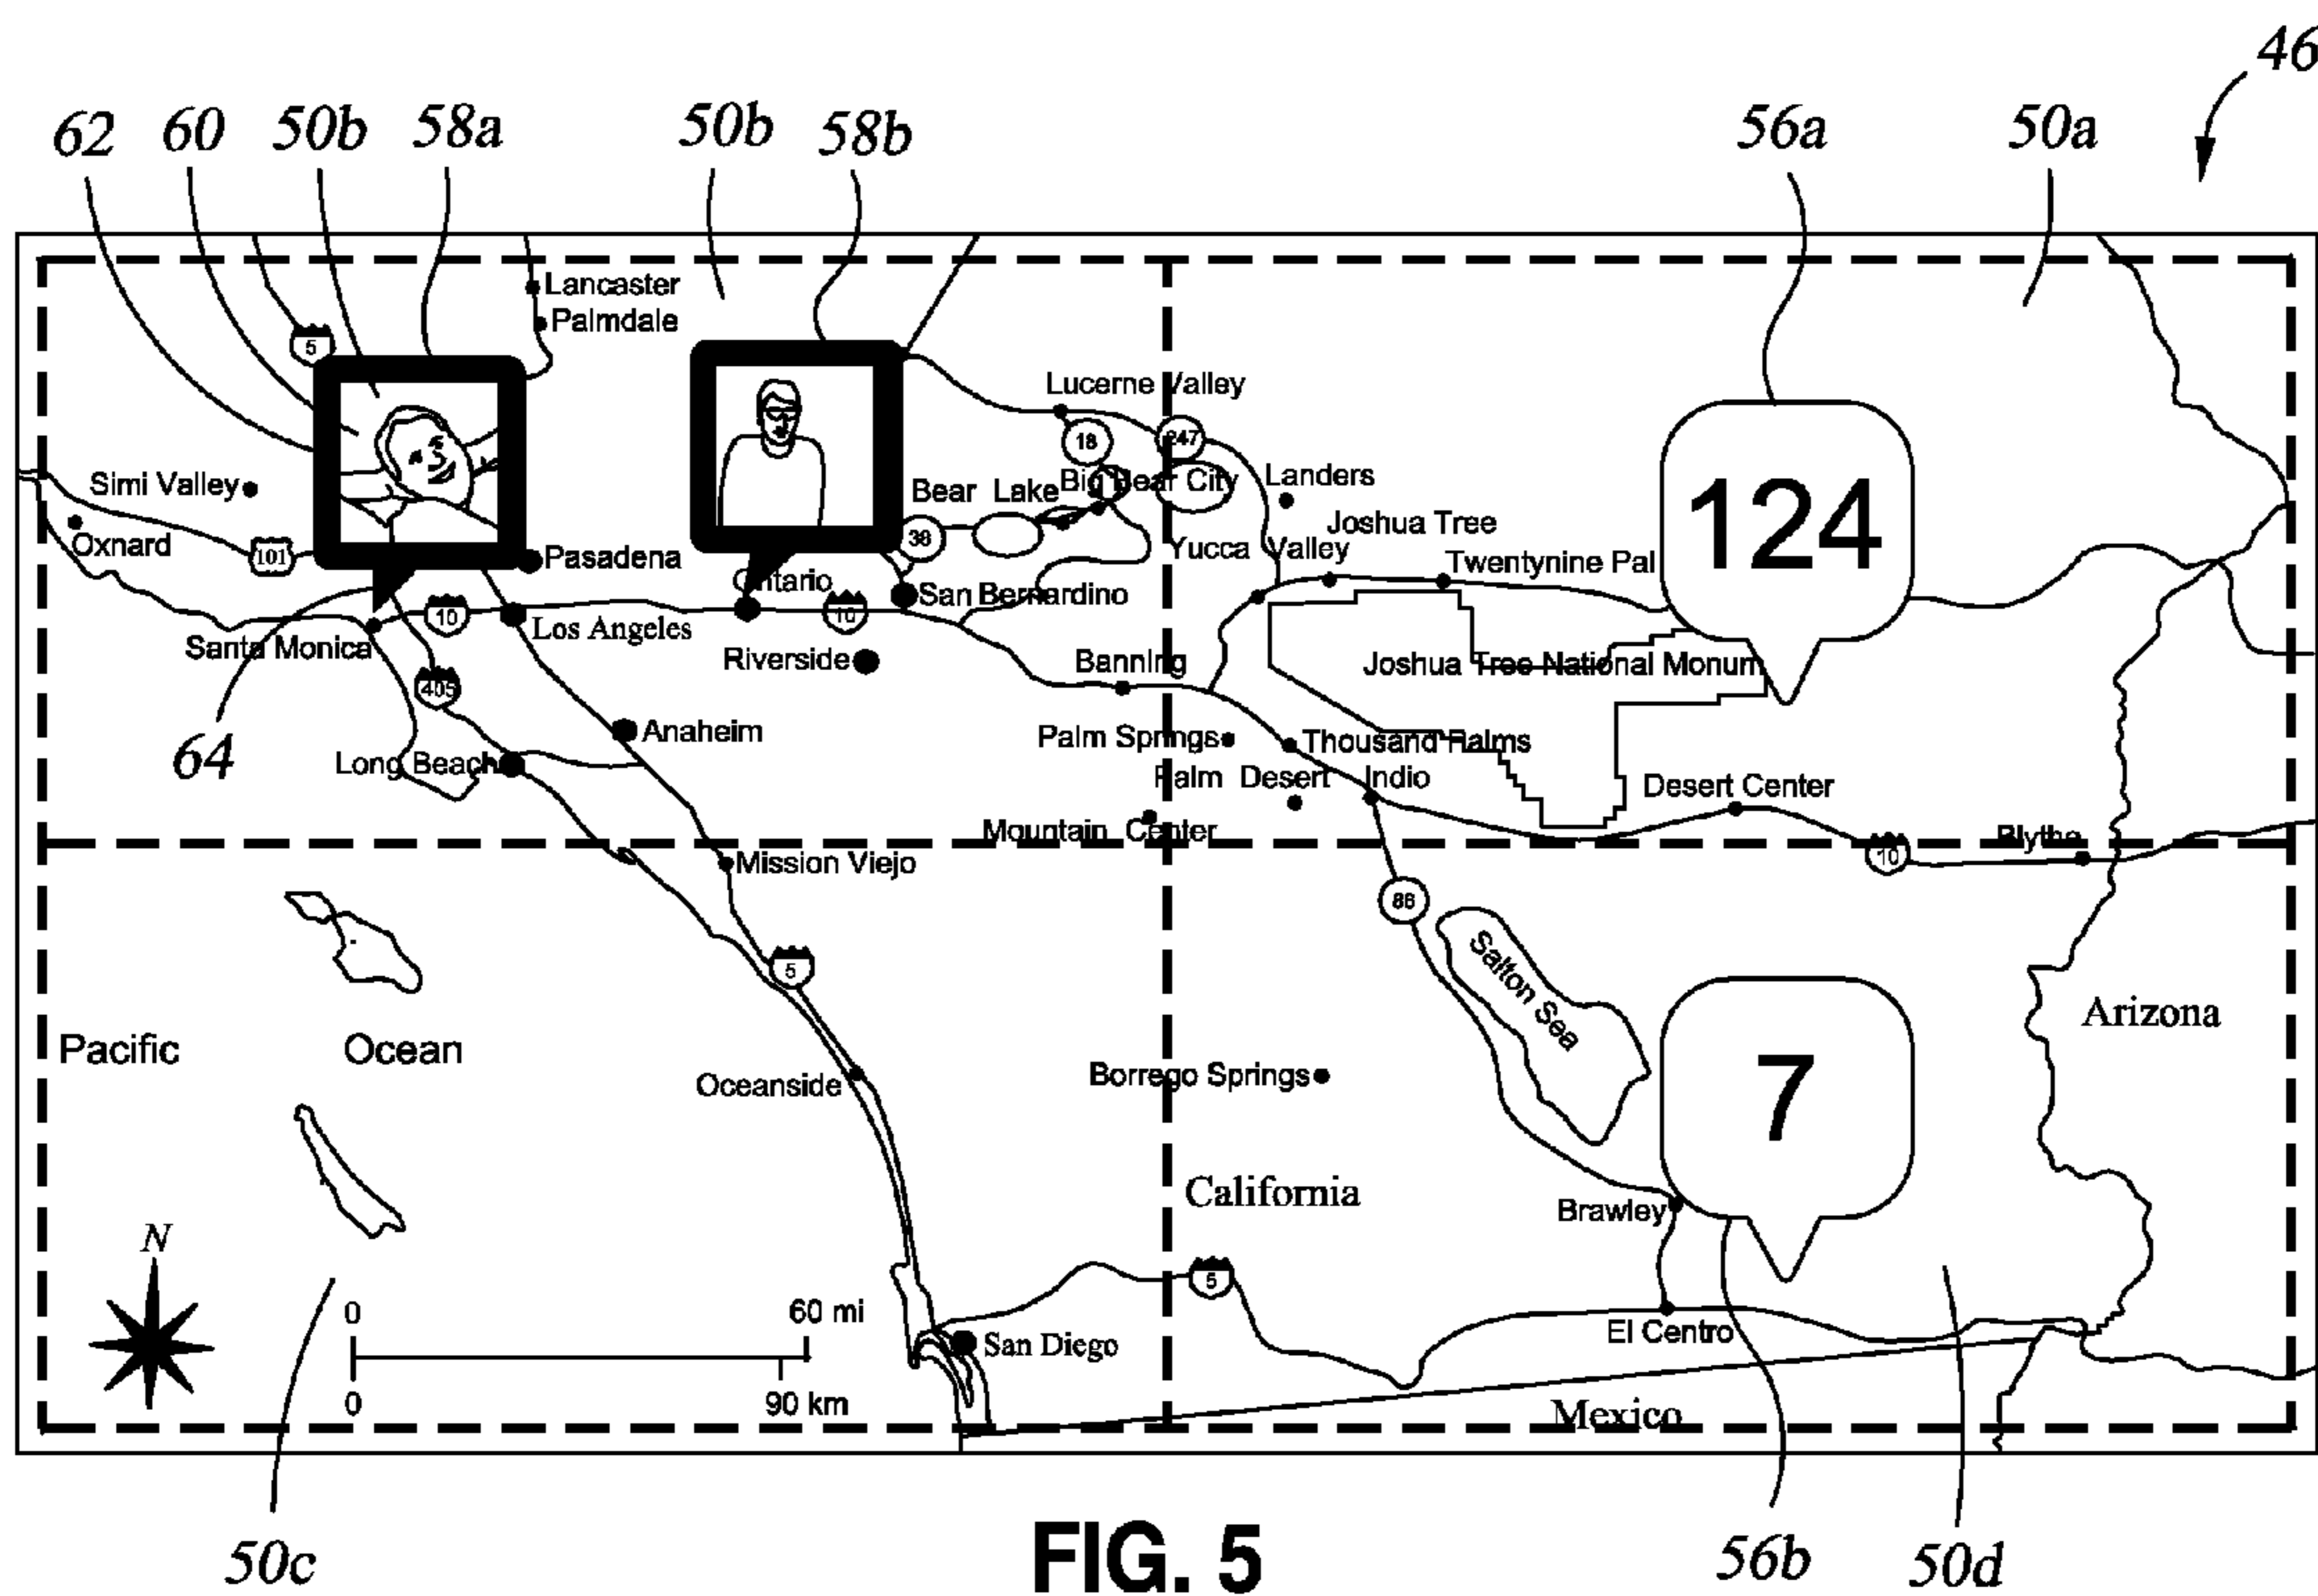 46
62 60 50b 58a 50b 58b 56a 50a
Lancaster
Palmdale
5
Lucerne Valley
18 247
Simi Valley
Bear Lake Big Bear City Landers
124
Oxnard
101
Pasadena
38
Joshua Tree
Yucca Valley
Twentynine Pal
Ontario
San Bernardino
10 10
Los Angeles
Santa Monica
Riverside
Banning
Joshua Tree National Monum
405
64
Anaheim
Long Beach
Palm Springs
Thousand Palms
Palm Desert Indio
Desert Center
Mountain Center
Blythe
10
Mission Viejo
86
5
Salton Sea
Arizona
Pacific Ocean
Oceanside
Borrego Springs
7
California
Brawley
N
5
0 60 mi
El Centro
San Diego
0 90 km
Mexico
50c
FIG. 5
56b 50d